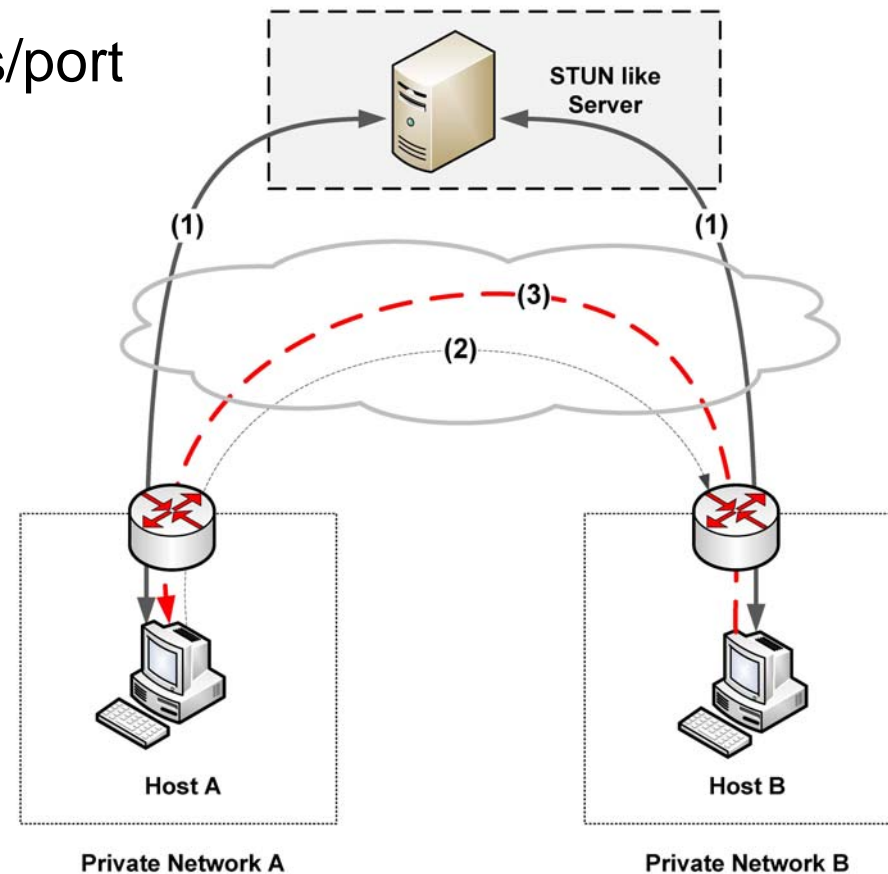 s/port
STUN like
Server
(1)
(1)
(3)
(2)
Host A
Host B
Private Network A
Private Network B